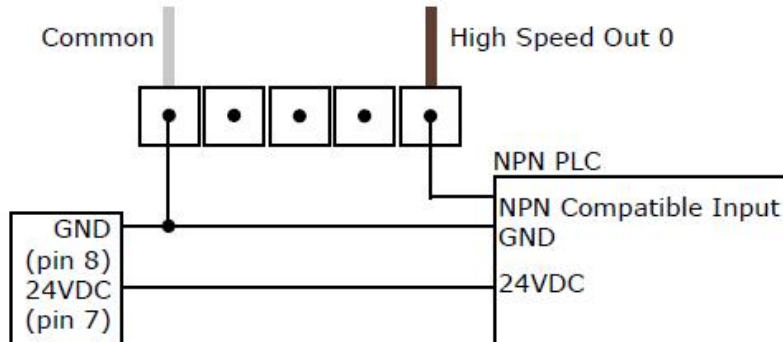 Common
High Speed Out 0
NPN PLC
NPN Compatible Input
GND
24VDC
GND
(pin 8)
24VDC
(pin 7)